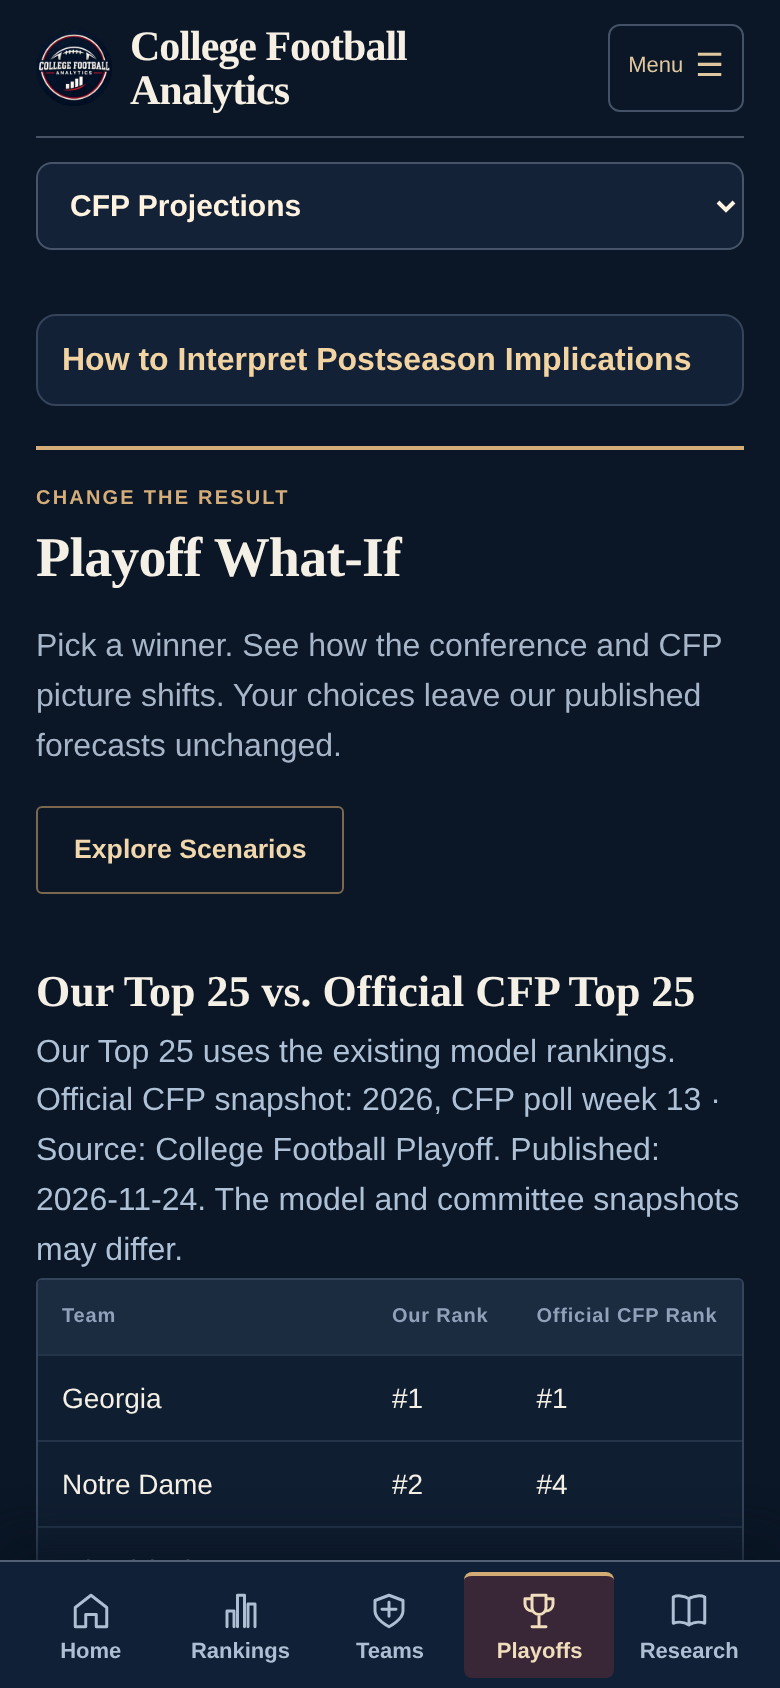 COLLEGE FOOTBALL
ANALYTICS
College Football
Analytics
Menu
CFP Projections
How to Interpret Postseason Implications
CHANGE THE RESULT
Playoff What-If
Pick a winner. See how the conference and CFP
picture shifts. Your choices leave our published
forecasts unchanged.
Explore Scenarios
Our Top 25 vs. Official CFP Top 25
Our Top 25 uses the existing model rankings.
Official CFP snapshot: 2026, CFP poll week 13 ·
Source: College Football Playoff. Published:
2026-11-24. The model and committee snapshots
may differ.
Team Our Rank Official CFP Rank
Georgia #1 #1
Notre Dame #2 #4
Home Rankings Teams Playoffs Research